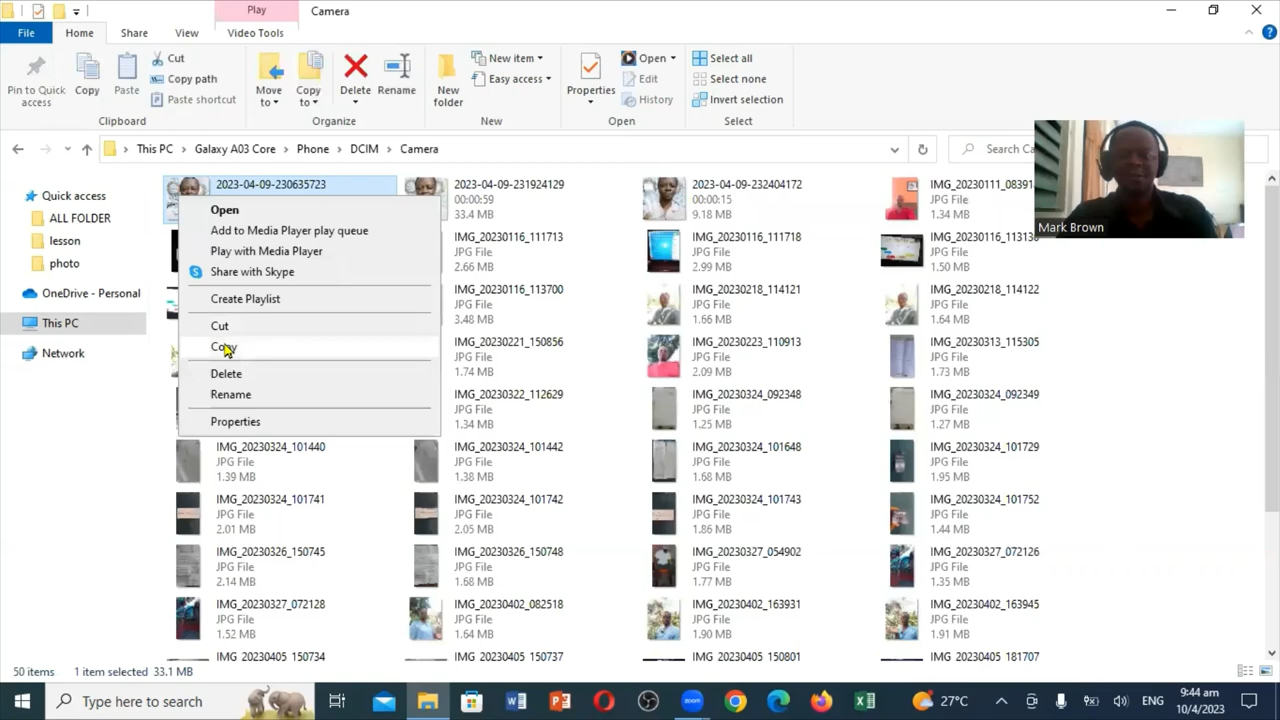 Play
Camera
File
Home
Share
View
Video Tools
Pin to Quick access
Copy
Paste
Cut
Copy path
Paste shortcut
Clipboard
Move to
Copy to
Delete
Rename
Organize
New folder
New item
Easy access
New
Properties
Open
Edit
History
Open
Select all
Select none
Invert selection
Select
This PC > Galaxy A03 Core > Phone > DCIM > Camera
Search Ca
Mark Brown
Quick access
ALL FOLDER
lesson
photo
OneDrive - Personal
This PC
Network
2023-04-09-230635723
2023-04-09-231924129
00:00:59
33.4 MB
2023-04-09-232404172
00:00:15
9.18 MB
IMG_20230111_08391
JPG File
1.34 MB
Open
Add to Media Player play queue
Play with Media Player
Share with Skype
Create Playlist
Cut
Copy
Delete
Rename
Properties
IMG_20230116_111713
JPG File
2.66 MB
IMG_20230116_111718
JPG File
2.99 MB
IMG_20230116_113136
JPG File
1.50 MB
IMG_20230116_113700
JPG File
3.48 MB
IMG_20230218_114121
JPG File
1.66 MB
IMG_20230218_114122
JPG File
1.64 MB
IMG_20230221_150856
JPG File
1.74 MB
IMG_20230223_110913
JPG File
2.09 MB
IMG_20230313_115305
JPG File
1.73 MB
IMG_20230322_112629
JPG File
1.34 MB
IMG_20230324_092348
JPG File
1.25 MB
IMG_20230324_092349
JPG File
1.27 MB
IMG_20230324_101440
JPG File
1.39 MB
IMG_20230324_101442
JPG File
1.38 MB
IMG_20230324_101648
JPG File
1.68 MB
IMG_20230324_101729
JPG File
1.95 MB
IMG_20230324_101741
JPG File
2.01 MB
IMG_20230324_101742
JPG File
2.05 MB
IMG_20230324_101743
JPG File
1.86 MB
IMG_20230324_101752
JPG File
1.44 MB
IMG_20230326_150745
JPG File
2.14 MB
IMG_20230326_150748
JPG File
1.68 MB
IMG_20230327_054902
JPG File
1.77 MB
IMG_20230327_072126
JPG File
1.35 MB
IMG_20230327_072128
JPG File
1.52 MB
IMG_20230402_082518
JPG File
1.64 MB
IMG_20230402_163931
JPG File
1.90 MB
IMG_20230402_163945
JPG File
1.91 MB
IMG_20230405_150734
IMG_20230405_150737
IMG_20230405_150801
IMG_20230405_181707
50 items
1 item selected 33.1 MB
Type here to search
zoom
27°C
ENG
9:44 am
10/4/2023